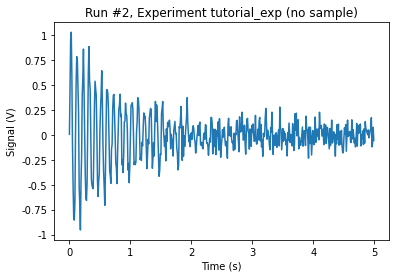 Run #2, Experiment tutorial_exp (no sample)
1
0.75
0.5
0.25
0
-0.25
-0.5
-0.75
-1
Signal (V)
0 1 2 3 4 5
Time (s)